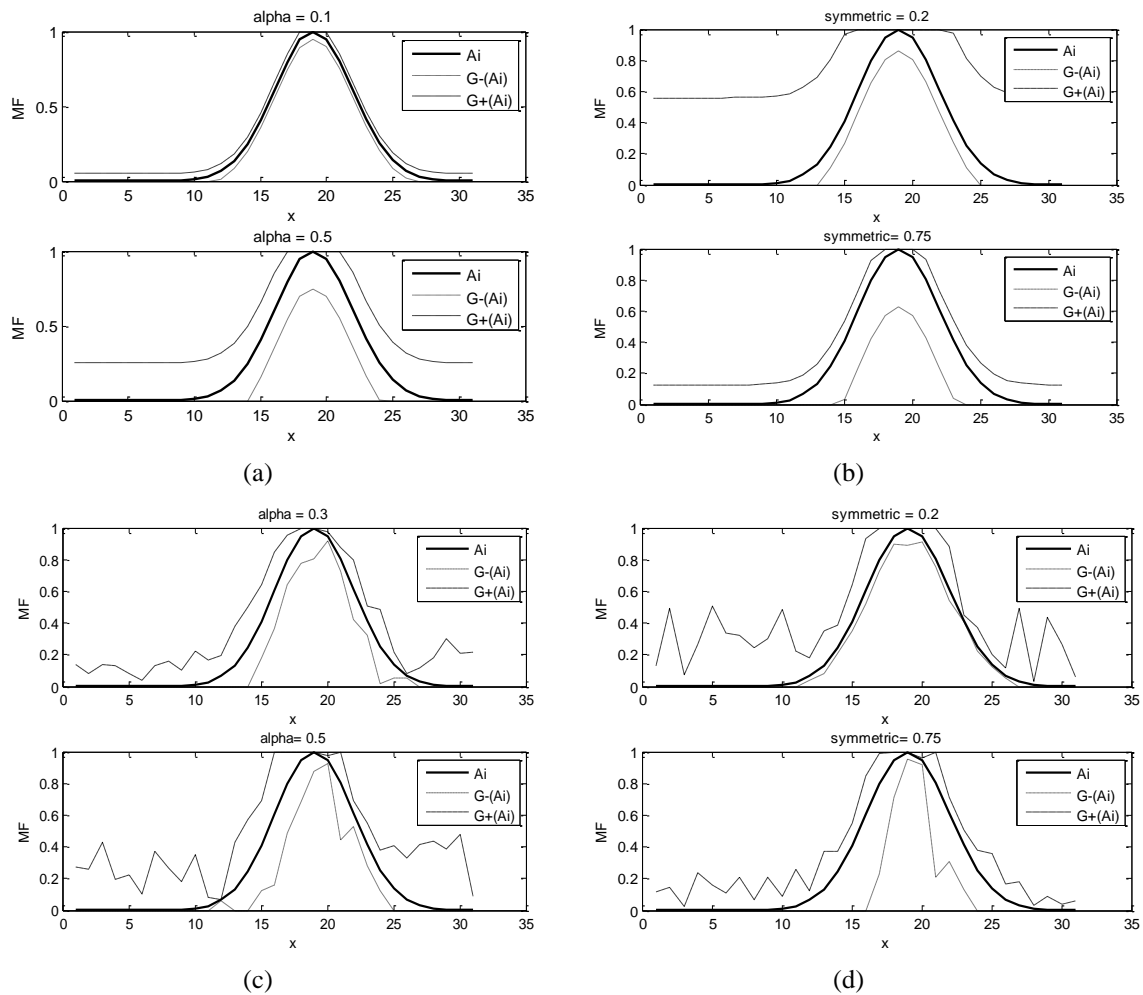 alpha = 0.1
1
0.5
0
MF
0 5 10 15 20 25 30 35
x
Ai
G-(Ai)
G+(Ai)
alpha = 0.5
1
0.5
0
MF
0 5 10 15 20 25 30 35
x
Ai
G-(Ai)
G+(Ai)
(a)
symmetric = 0.2
1
0.8
0.6
0.4
0.2
0
MF
0 5 10 15 20 25 30 35
x
Ai
G-(Ai)
G+(Ai)
symmetric= 0.75
1
0.8
0.6
0.4
0.2
0
MF
0 5 10 15 20 25 30 35
x
Ai
G-(Ai)
G+(Ai)
(b)
alpha = 0.3
1
0.8
0.6
0.4
0.2
0
MF
0 5 10 15 20 25 30 35
x
Ai
G-(Ai)
G+(Ai)
alpha= 0.5
1
0.8
0.6
0.4
0.2
0
MF
0 5 10 15 20 25 30 35
x
Ai
G-(Ai)
G+(Ai)
(c)
symmetric = 0.2
1
0.8
0.6
0.4
0.2
0
MF
0 5 10 15 20 25 30 35
x
Ai
G-(Ai)
G+(Ai)
symmetric= 0.75
1
0.8
0.6
0.4
0.2
0
MF
0 5 10 15 20 25 30 35
x
Ai
G-(Ai)
G+(Ai)
(d)